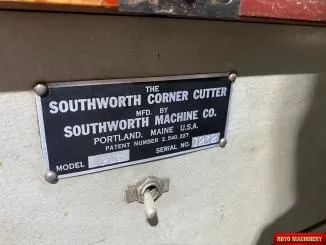 THE
SOUTHWORTH CORNER CUTTER
MFD. BY
SOUTHWORTH MACHINE CO.
PORTLAND, MAINE U.S.A.
PATENT NUMBER 2.540.227
MODEL SERIAL NO.
ROYO MACHINERY